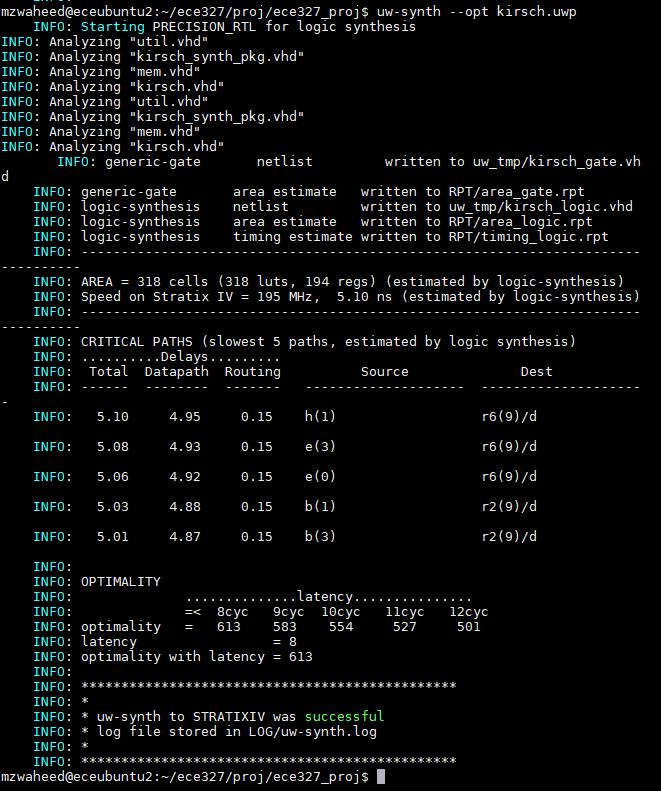 mzwaheed@eceubuntu2:~/ece327/proj/ece327_proj$ uw-synth --opt kirsch.uwp
INFO: Starting PRECISION_RTL for logic synthesis
INFO: Analyzing "util.vhd"
INFO: Analyzing "kirsch_synth_pkg.vhd"
INFO: Analyzing "mem.vhd"
INFO: Analyzing "kirsch.vhd"
INFO: Analyzing "util.vhd"
INFO: Analyzing "kirsch_synth_pkg.vhd"
INFO: Analyzing "mem.vhd"
INFO: Analyzing "kirsch.vhd"
INFO: generic-gate netlist written to uw_tmp/kirsch_gate.vh
d
INFO: generic-gate area estimate written to RPT/area_gate.rpt
INFO: logic-synthesis netlist written to uw_tmp/kirsch_logic.vhd
INFO: logic-synthesis area estimate written to RPT/area_logic.rpt
INFO: logic-synthesis timing estimate written to RPT/timing_logic.rpt
INFO: ----------------------------------------------------------------------
----------
INFO: AREA = 318 cells (318 luts, 194 regs) (estimated by logic-synthesis)
INFO: Speed on Stratix IV = 195 MHz, 5.10 ns (estimated by logic-synthesis)
INFO: ----------------------------------------------------------------------
----------
INFO: CRITICAL PATHS (slowest 5 paths, estimated by logic synthesis)
INFO: ..........Delays.........
INFO: Total Datapath Routing Source Dest
INFO: ------ -------- ------- -------------------- --------------------
-
INFO: 5.10 4.95 0.15 h(1) r6(9)/d
INFO: 5.08 4.93 0.15 e(3) r6(9)/d
INFO: 5.06 4.92 0.15 e(0) r6(9)/d
INFO: 5.03 4.88 0.15 b(1) r2(9)/d
INFO: 5.01 4.87 0.15 b(3) r2(9)/d
INFO:
INFO: OPTIMALITY
INFO: ..............latency...............
INFO: =< 8cyc 9cyc 10cyc 11cyc 12cyc
INFO: optimality = 613 583 554 527 501
INFO: latency = 8
INFO: optimality with latency = 613
INFO:
INFO: ***********************************************
INFO: *
INFO: * uw-synth to STRATIXIV was successful
INFO: * log file stored in LOG/uw-synth.log
INFO: *
INFO: ***********************************************
mzwaheed@eceubuntu2:~/ece327/proj/ece327_proj$